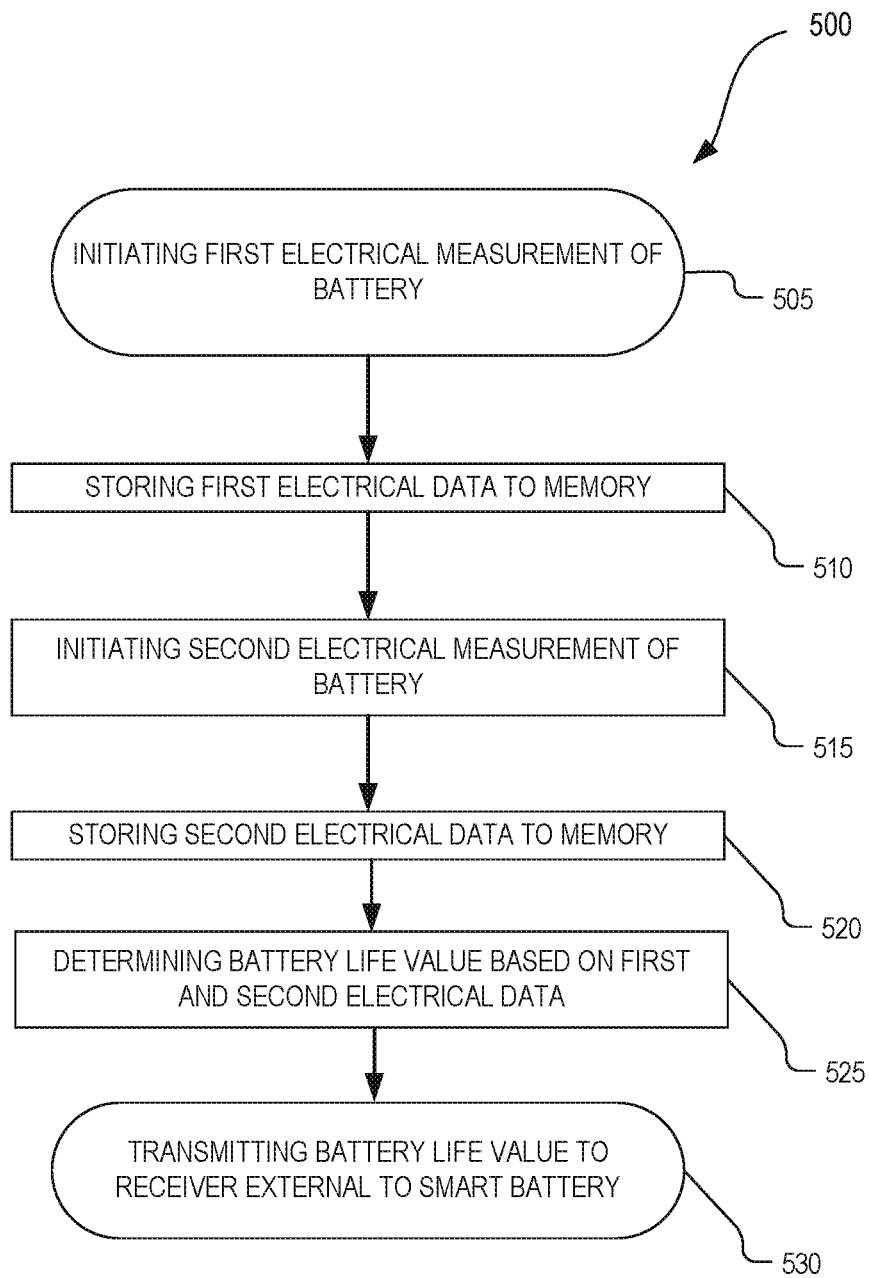 500
INITIATING FIRST ELECTRICAL MEASUREMENT OF
BATTERY
505
STORING FIRST ELECTRICAL DATA TO MEMORY
510
INITIATING SECOND ELECTRICAL MEASUREMENT OF
BATTERY
515
STORING SECOND ELECTRICAL DATA TO MEMORY
520
DETERMINING BATTERY LIFE VALUE BASED ON FIRST
AND SECOND ELECTRICAL DATA
525
TRANSMITTING BATTERY LIFE VALUE TO
RECEIVER EXTERNAL TO SMART BATTERY
530